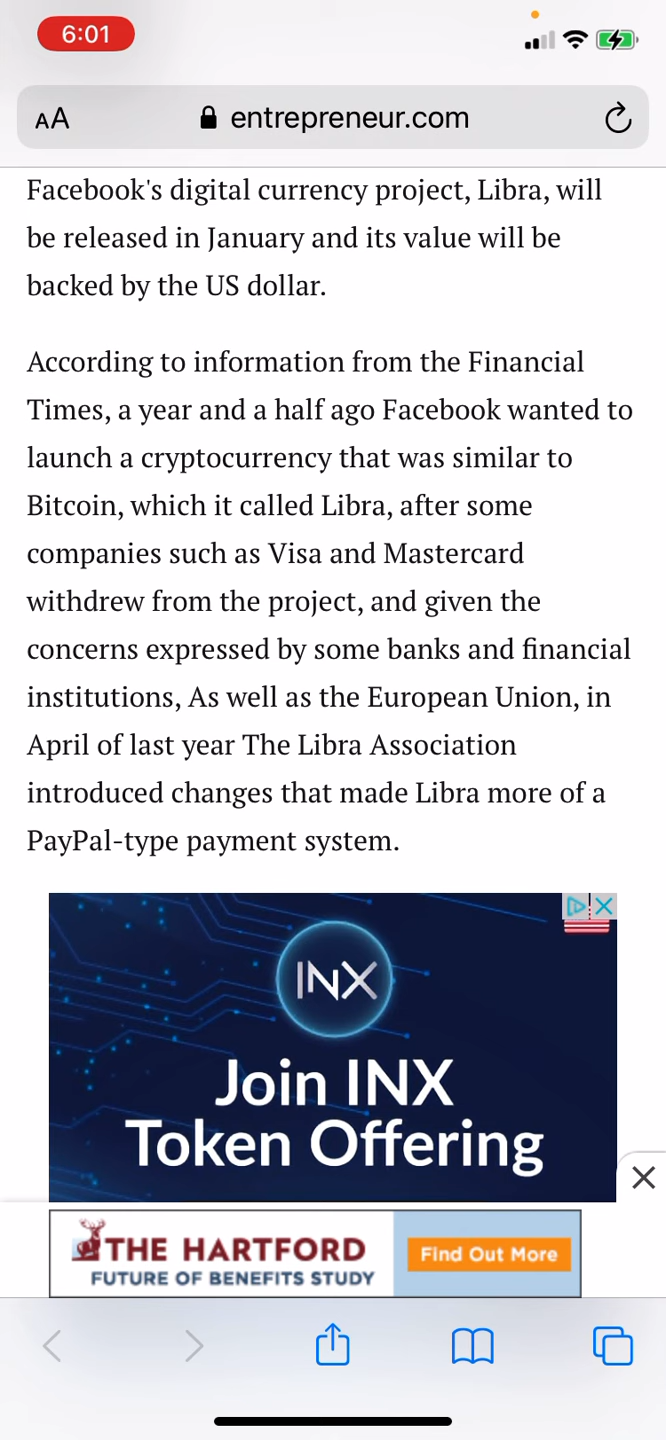 6:01
AA entrepreneur.com
Facebook's digital currency project, Libra, will
be released in January and its value will be
backed by the US dollar.
According to information from the Financial
Times, a year and a half ago Facebook wanted to
launch a cryptocurrency that was similar to
Bitcoin, which it called Libra, after some
companies such as Visa and Mastercard
withdrew from the project, and given the
concerns expressed by some banks and financial
institutions, As well as the European Union, in
April of last year The Libra Association
introduced changes that made Libra more of a
PayPal-type payment system.
INX
Join INX
Token Offering
THE HARTFORD
FUTURE OF BENEFITS STUDY
Find Out More